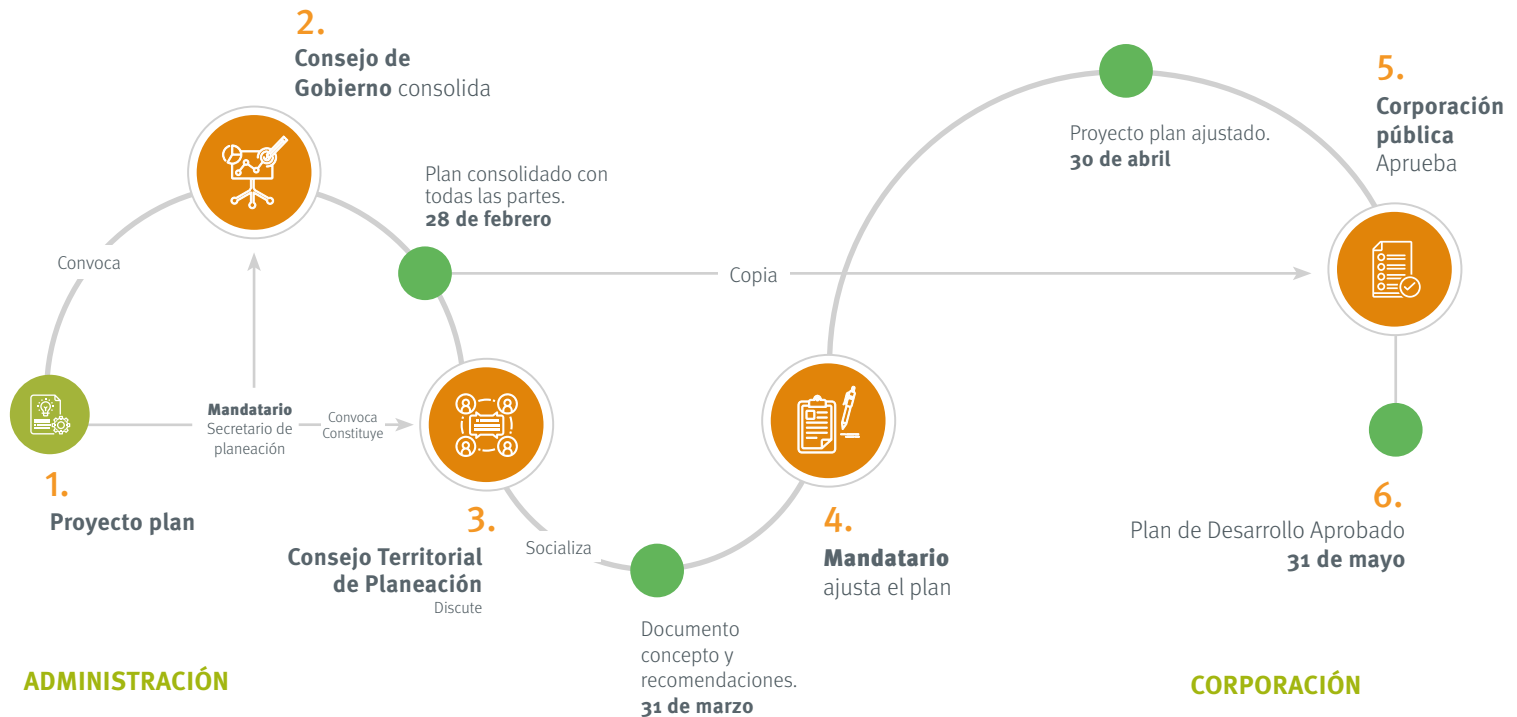 2.
Consejo de
Gobierno consolida
Convoca
Plan consolidado con
todas las partes.
28 de febrero
Mandatario
Secretario de
planeación
Convoca
Constituye
1.
Proyecto plan
3.
Consejo Territorial
de Planeación
Discute
Socializa
Documento
concepto y
recomendaciones.
31 de marzo
Copia
4.
Mandatario
ajusta el plan
Proyecto plan ajustado.
30 de abril
5.
Corporación
pública
Aprueba
6.
Plan de Desarrollo Aprobado
31 de mayo
ADMINISTRACIÓN
CORPORACIÓN